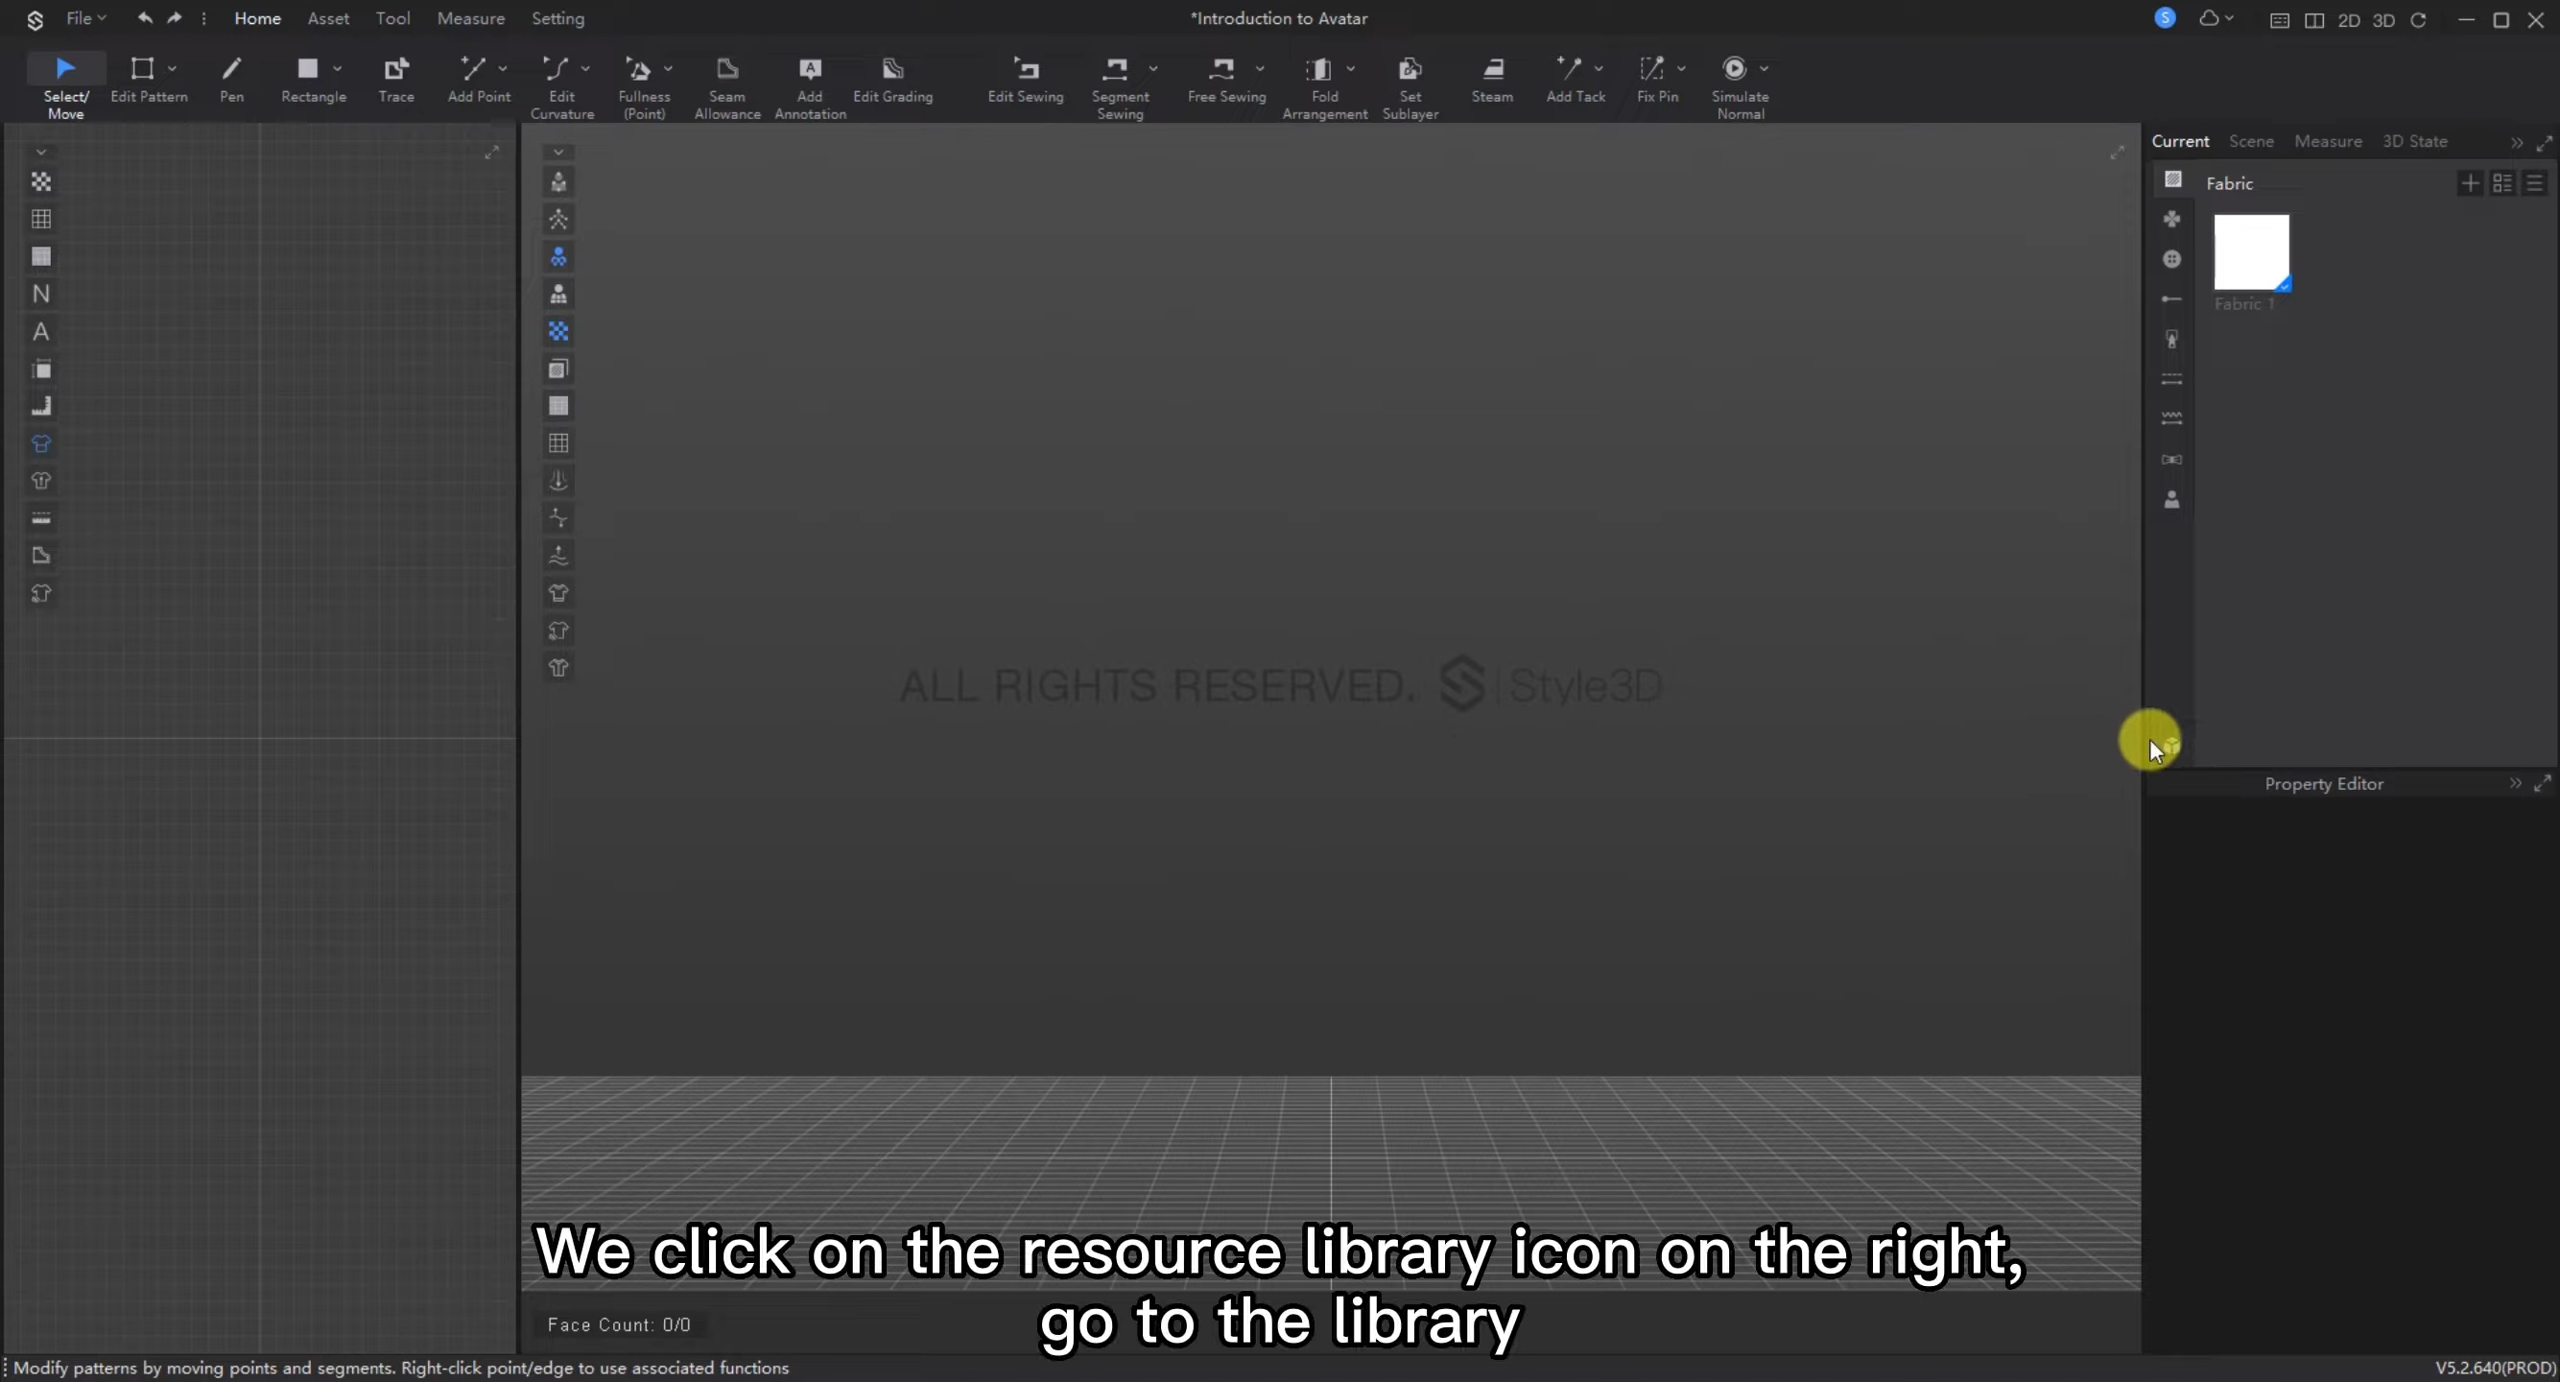 File
Home
Asset
Tool
Measure
Setting
*Introduction to Avatar
S
2D
3D
Select/
Move
Edit Pattern
Pen
Rectangle
Trace
Add Point
Edit
Curvature
Fullness
(Point)
Seam
Allowance
Add
Annotation
Edit Grading
Edit Sewing
Segment
Sewing
Free Sewing
Fold
Arrangement
Set
Sublayer
Steam
Add Tack
Fix Pin
Simulate
Normal
Current
Scene
Measure
3D State
Fabric
Fabric 1
N
A
ALL RIGHTS RESERVED. S | Style3D
Property Editor
We click on the resource library icon on the right,
go to the library
Face Count: 0/0
Modify patterns by moving points and segments. Right-click point/edge to use associated functions
V5.2.640(PROD)